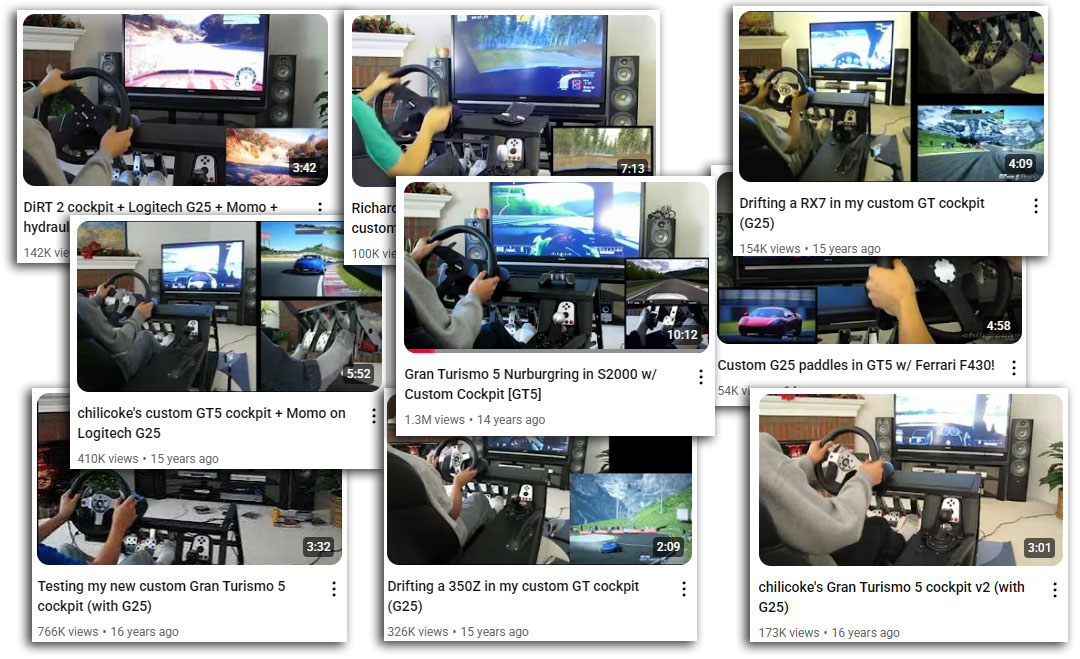 3:42
DiRT 2 cockpit + Logitech G25 + Momo +
hydraul
142K vie
7:13
Richard
custom
100K vie
4:09
Drifting a RX7 in my custom GT cockpit
(G25)
154K views • 15 years ago
5:52
chilicoke's custom GT5 cockpit + Momo on
Logitech G25
410K views • 15 years ago
10:12
Gran Turismo 5 Nurburgring in S2000 w/
Custom Cockpit [GT5]
1.3M views • 14 years ago
4:58
Custom G25 paddles in GT5 w/ Ferrari F430!
54K
3:32
Testing my new custom Gran Turismo 5
cockpit (with G25)
766K views • 16 years ago
2:09
Drifting a 350Z in my custom GT cockpit
(G25)
326K views • 15 years ago
3:01
chilicoke's Gran Turismo 5 cockpit v2 (with
G25)
173K views • 16 years ago